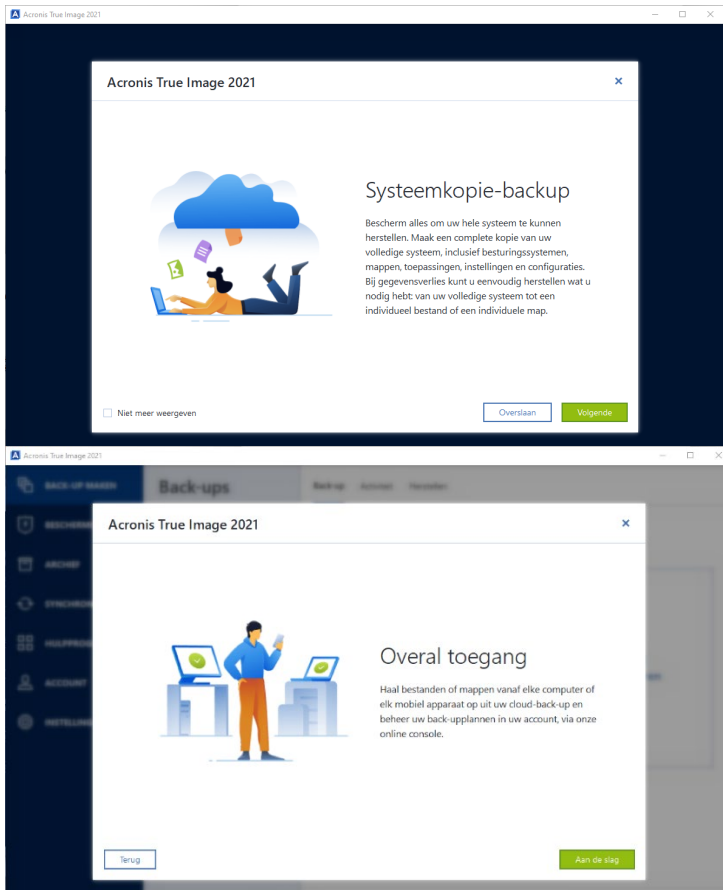 Acronis True Image 2021
Acronis True Image 2021
Systeemkopie-backup
Bescherm alles om uw hele systeem te kunnen
herstellen. Maak een complete kopie van uw
volledige systeem, inclusief besturingssystemen,
mappen, toepassingen, instellingen en configuraties.
Bij gegevensverlies kunt u eenvoudig herstellen wat u
nodig hebt: van uw volledige systeem tot een
individueel bestand of een individuele map.
Niet meer weergeven
Overslaan
Volgende
Acronis True Image 2021
BACK-UP MAKEN
Back-ups
Back-up
Activiteit
Herstellen
Acronis True Image 2021
ARCHIEF
ACCOUNT
Overal toegang
Haal bestanden of mappen vanaf elke computer of
elk mobiel apparaat op uit uw cloud-back-up en
beheer uw back-upplannen in uw account, via onze
online console.
Terug
Aan de slag